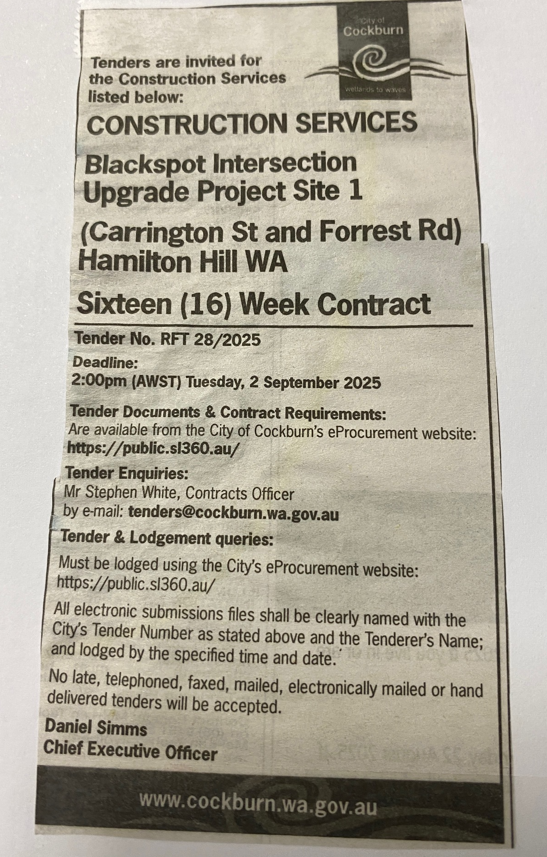 City of
Cockburn
wetlands to waves
Tenders are invited for
the Construction Services
listed below:
CONSTRUCTION SERVICES
Blackspot Intersection
Upgrade Project Site 1
(Carrington St and Forrest Rd)
Hamilton Hill WA
Sixteen (16) Week Contract
Tender No. RFT 28/2025
Deadline:
2:00pm (AWST) Tuesday, 2 September 2025
Tender Documents & Contract Requirements:
Are available from the City of Cockburn's eProcurement website:
https://public.sl360.au/
Tender Enquiries:
Mr Stephen White, Contracts Officer
by e-mail: tenders@cockburn.wa.gov.au
Tender & Lodgement queries:
Must be lodged using the City's eProcurement website:
https://public.sl360.au/
All electronic submissions files shall be clearly named with the
City's Tender Number as stated above and the Tenderer's Name;
and lodged by the specified time and date.
No late, telephoned, faxed, mailed, electronically mailed or hand
delivered tenders will be accepted.
Daniel Simms
Chief Executive Officer
www.cockburn.wa.gov.au